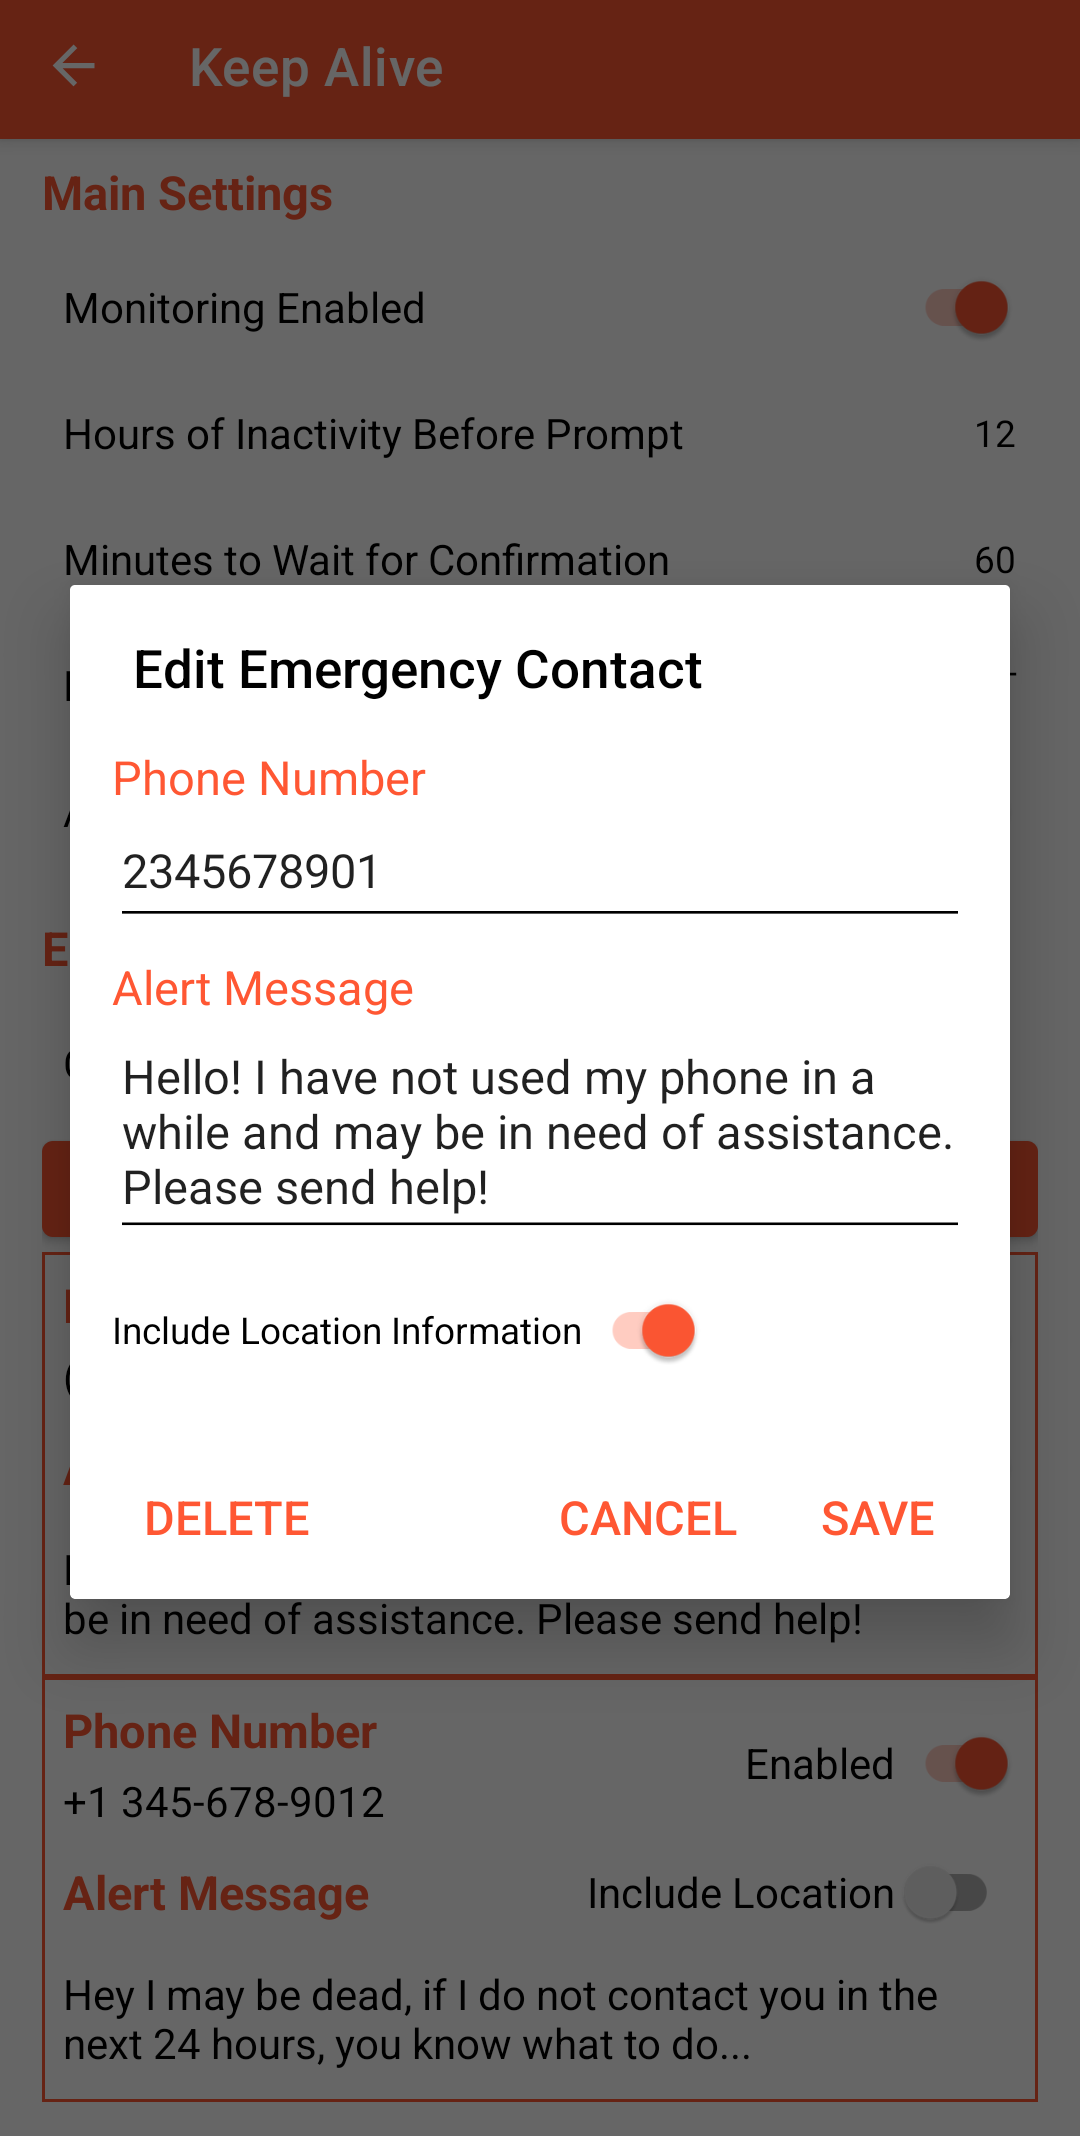 Keep Alive
Main Settings
Monitoring Enabled
Hours of Inactivity Before Prompt 12
Minutes to Wait for Confirmation 60
Edit Emergency Contact
Phone Number
2345678901
Alert Message
Hello! I have not used my phone in a
while and may be in need of assistance.
Please send help!
Include Location Information
DELETE CANCEL SAVE
be in need of assistance. Please send help!
Phone Number
Enabled
+1 345-678-9012
Alert Message Include Location
Hey I may be dead, if I do not contact you in the
next 24 hours, you know what to do...